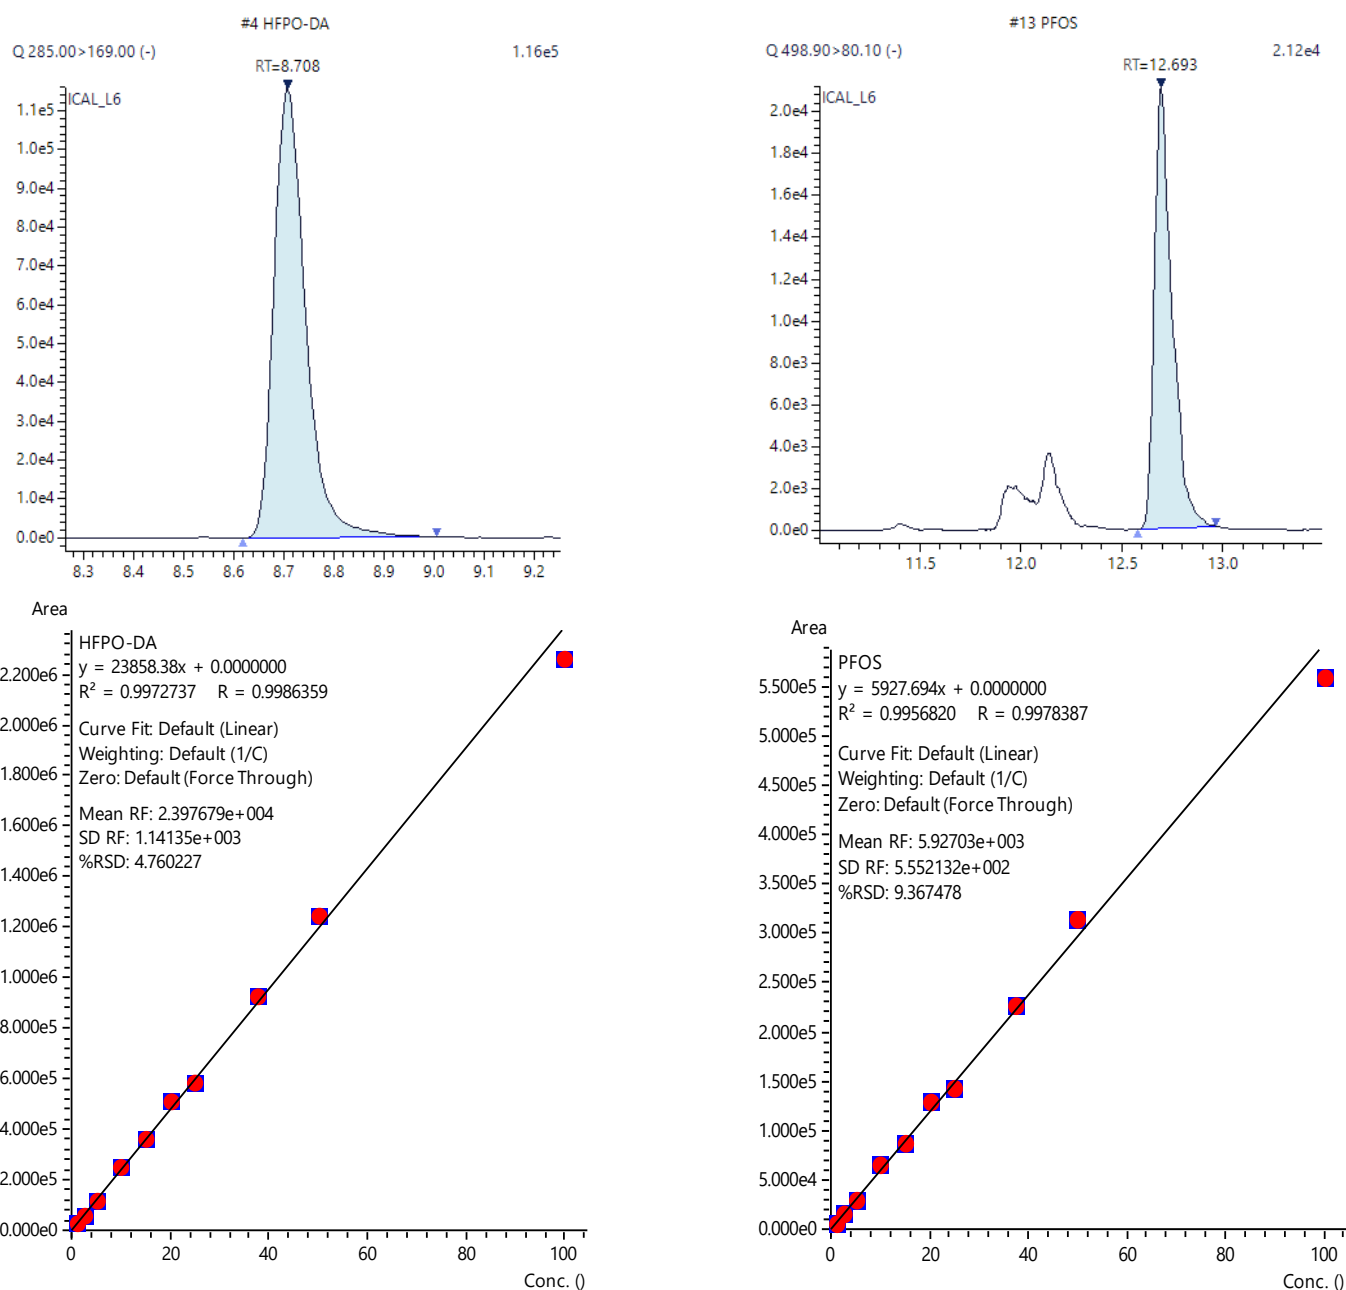 #4 HFPO-DA
Q 285.00>169.00 (-) 1.16e5
RT=8.708
ICAL_L6
1.1e5
1.0e5
9.0e4
8.0e4
7.0e4
6.0e4
5.0e4
4.0e4
3.0e4
2.0e4
1.0e4
0.0e0
8.3 8.4 8.5 8.6 8.7 8.8 8.9 9.0 9.1 9.2
#13 PFOS
Q 498.90>80.10 (-) 2.12e4
RT=12.693
ICAL_L6
2.0e4
1.8e4
1.6e4
1.4e4
1.2e4
1.0e4
8.0e3
6.0e3
4.0e3
2.0e3
0.0e0
11.5 12.0 12.5 13.0
Area
HFPO-DA
y = 23858.38x + 0.0000000
R² = 0.9972737 R = 0.9986359
Curve Fit: Default (Linear)
Weighting: Default (1/C)
Zero: Default (Force Through)
Mean RF: 2.397679e+004
SD RF: 1.14135e+003
%RSD: 4.760227
2.200e6
2.000e6
1.800e6
1.600e6
1.400e6
1.200e6
1.000e6
8.000e5
6.000e5
4.000e5
2.000e5
0.000e0
0 20 40 60 80 100
Conc. ()
Area
PFOS
y = 5927.694x + 0.0000000
R² = 0.9956820 R = 0.9978387
Curve Fit: Default (Linear)
Weighting: Default (1/C)
Zero: Default (Force Through)
Mean RF: 5.92703e+003
SD RF: 5.552132e+002
%RSD: 9.367478
5.500e5
5.000e5
4.500e5
4.000e5
3.500e5
3.000e5
2.500e5
2.000e5
1.500e5
1.000e5
5.000e4
0.000e0
0 20 40 60 80 100
Conc. ()